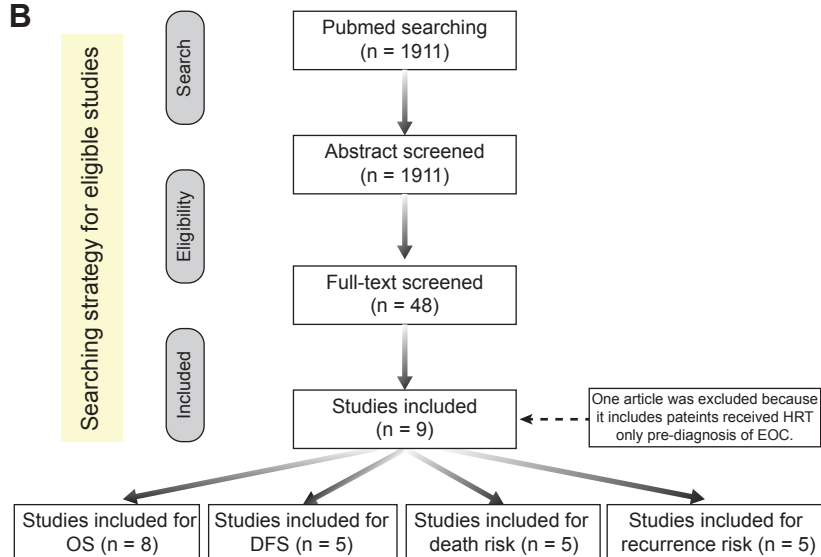 B
Searching strategy for eligible studies
Search
Eligibility
Included
Pubmed searching
(n = 1911)
Abstract screened
(n = 1911)
Full-text screened
(n = 48)
Studies included
(n = 9)
One article was excluded because
it includes pateints received HRT
only pre-diagnosis of EOC.
Studies included for
OS (n = 8)
Studies included for
DFS (n = 5)
Studies included for
death risk (n = 5)
Studies included for
recurrence risk (n = 5)